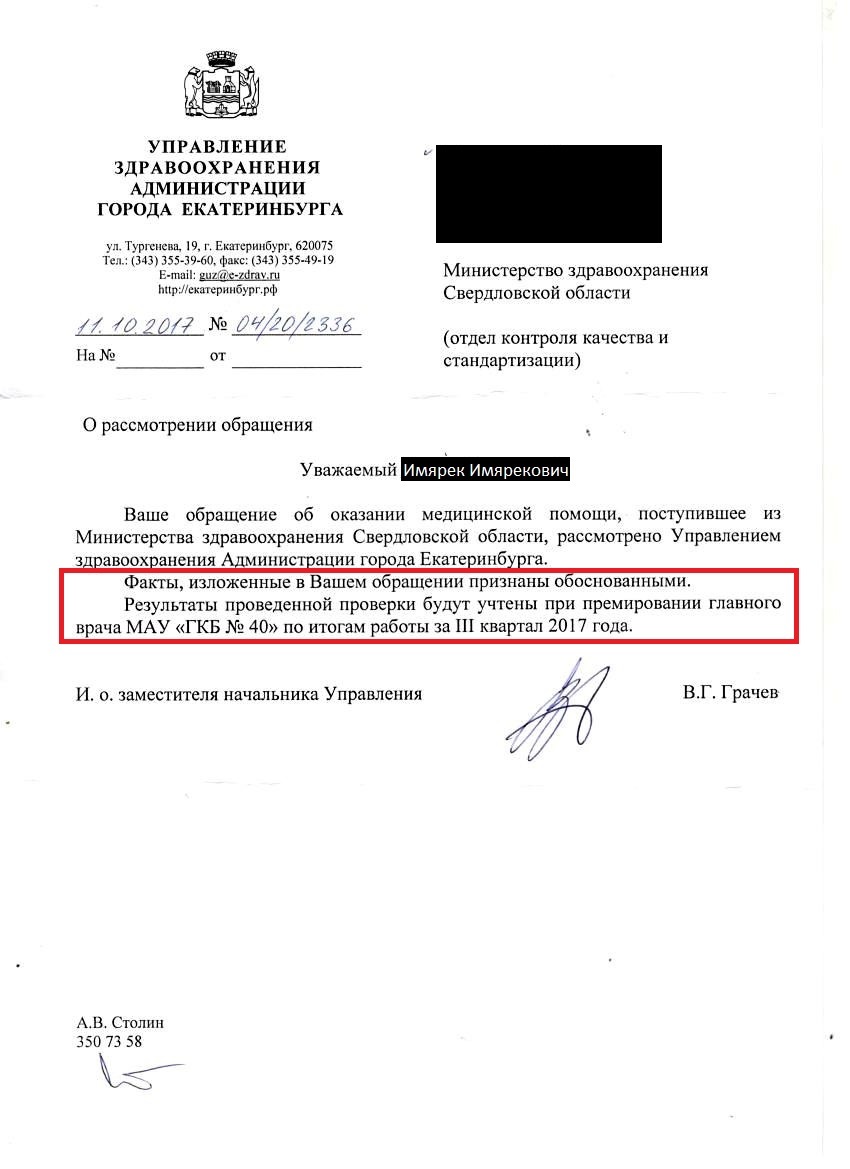 УПРАВЛЕНИЕ
ЗДРАВООХРАНЕНИЯ
АДМИНИСТРАЦИИ
ГОРОДА ЕКАТЕРИНБУРГА
ул. Тургенева, 19, г. Екатеринбург, 620075
Тел.: (343) 355-39-60, факс: (343) 355-49-19
E-mail: guz@e-zdrav.ru
http://екатеринбург.рф
11.10.2017 № 04/20/2336
На № от
Министерство здравоохранения
Свердловской области
(отдел контроля качества и
стандартизации)
О рассмотрении обращения
Уважаемый Имярек Имярекович
Ваше обращение об оказании медицинской помощи, поступившее из
Министерства здравоохранения Свердловской области, рассмотрено Управлением
здравоохранения Администрации города Екатеринбурга.
Факты, изложенные в Вашем обращении признаны обоснованными.
Результаты проведенной проверки будут учтены при премировании главного
врача МАУ «ГКБ № 40» по итогам работы за III квартал 2017 года.
И. о. заместителя начальника Управления
В.Г. Грачев
А.В. Столин
350 73 58